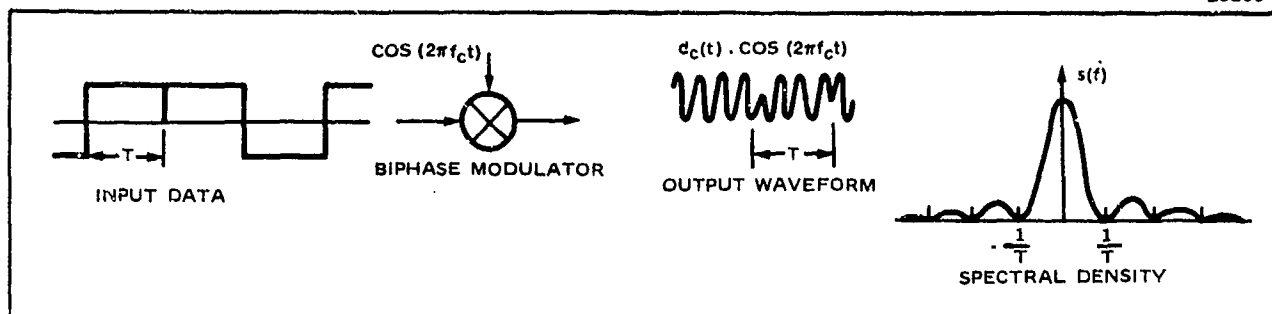 COS (2πf_ct)
T
INPUT DATA
BIPHASE MODULATOR
d_c(t) . COS (2πf_ct)
T
OUTPUT WAVEFORM
s(f)
- 1/T
1/T
SPECTRAL DENSITY